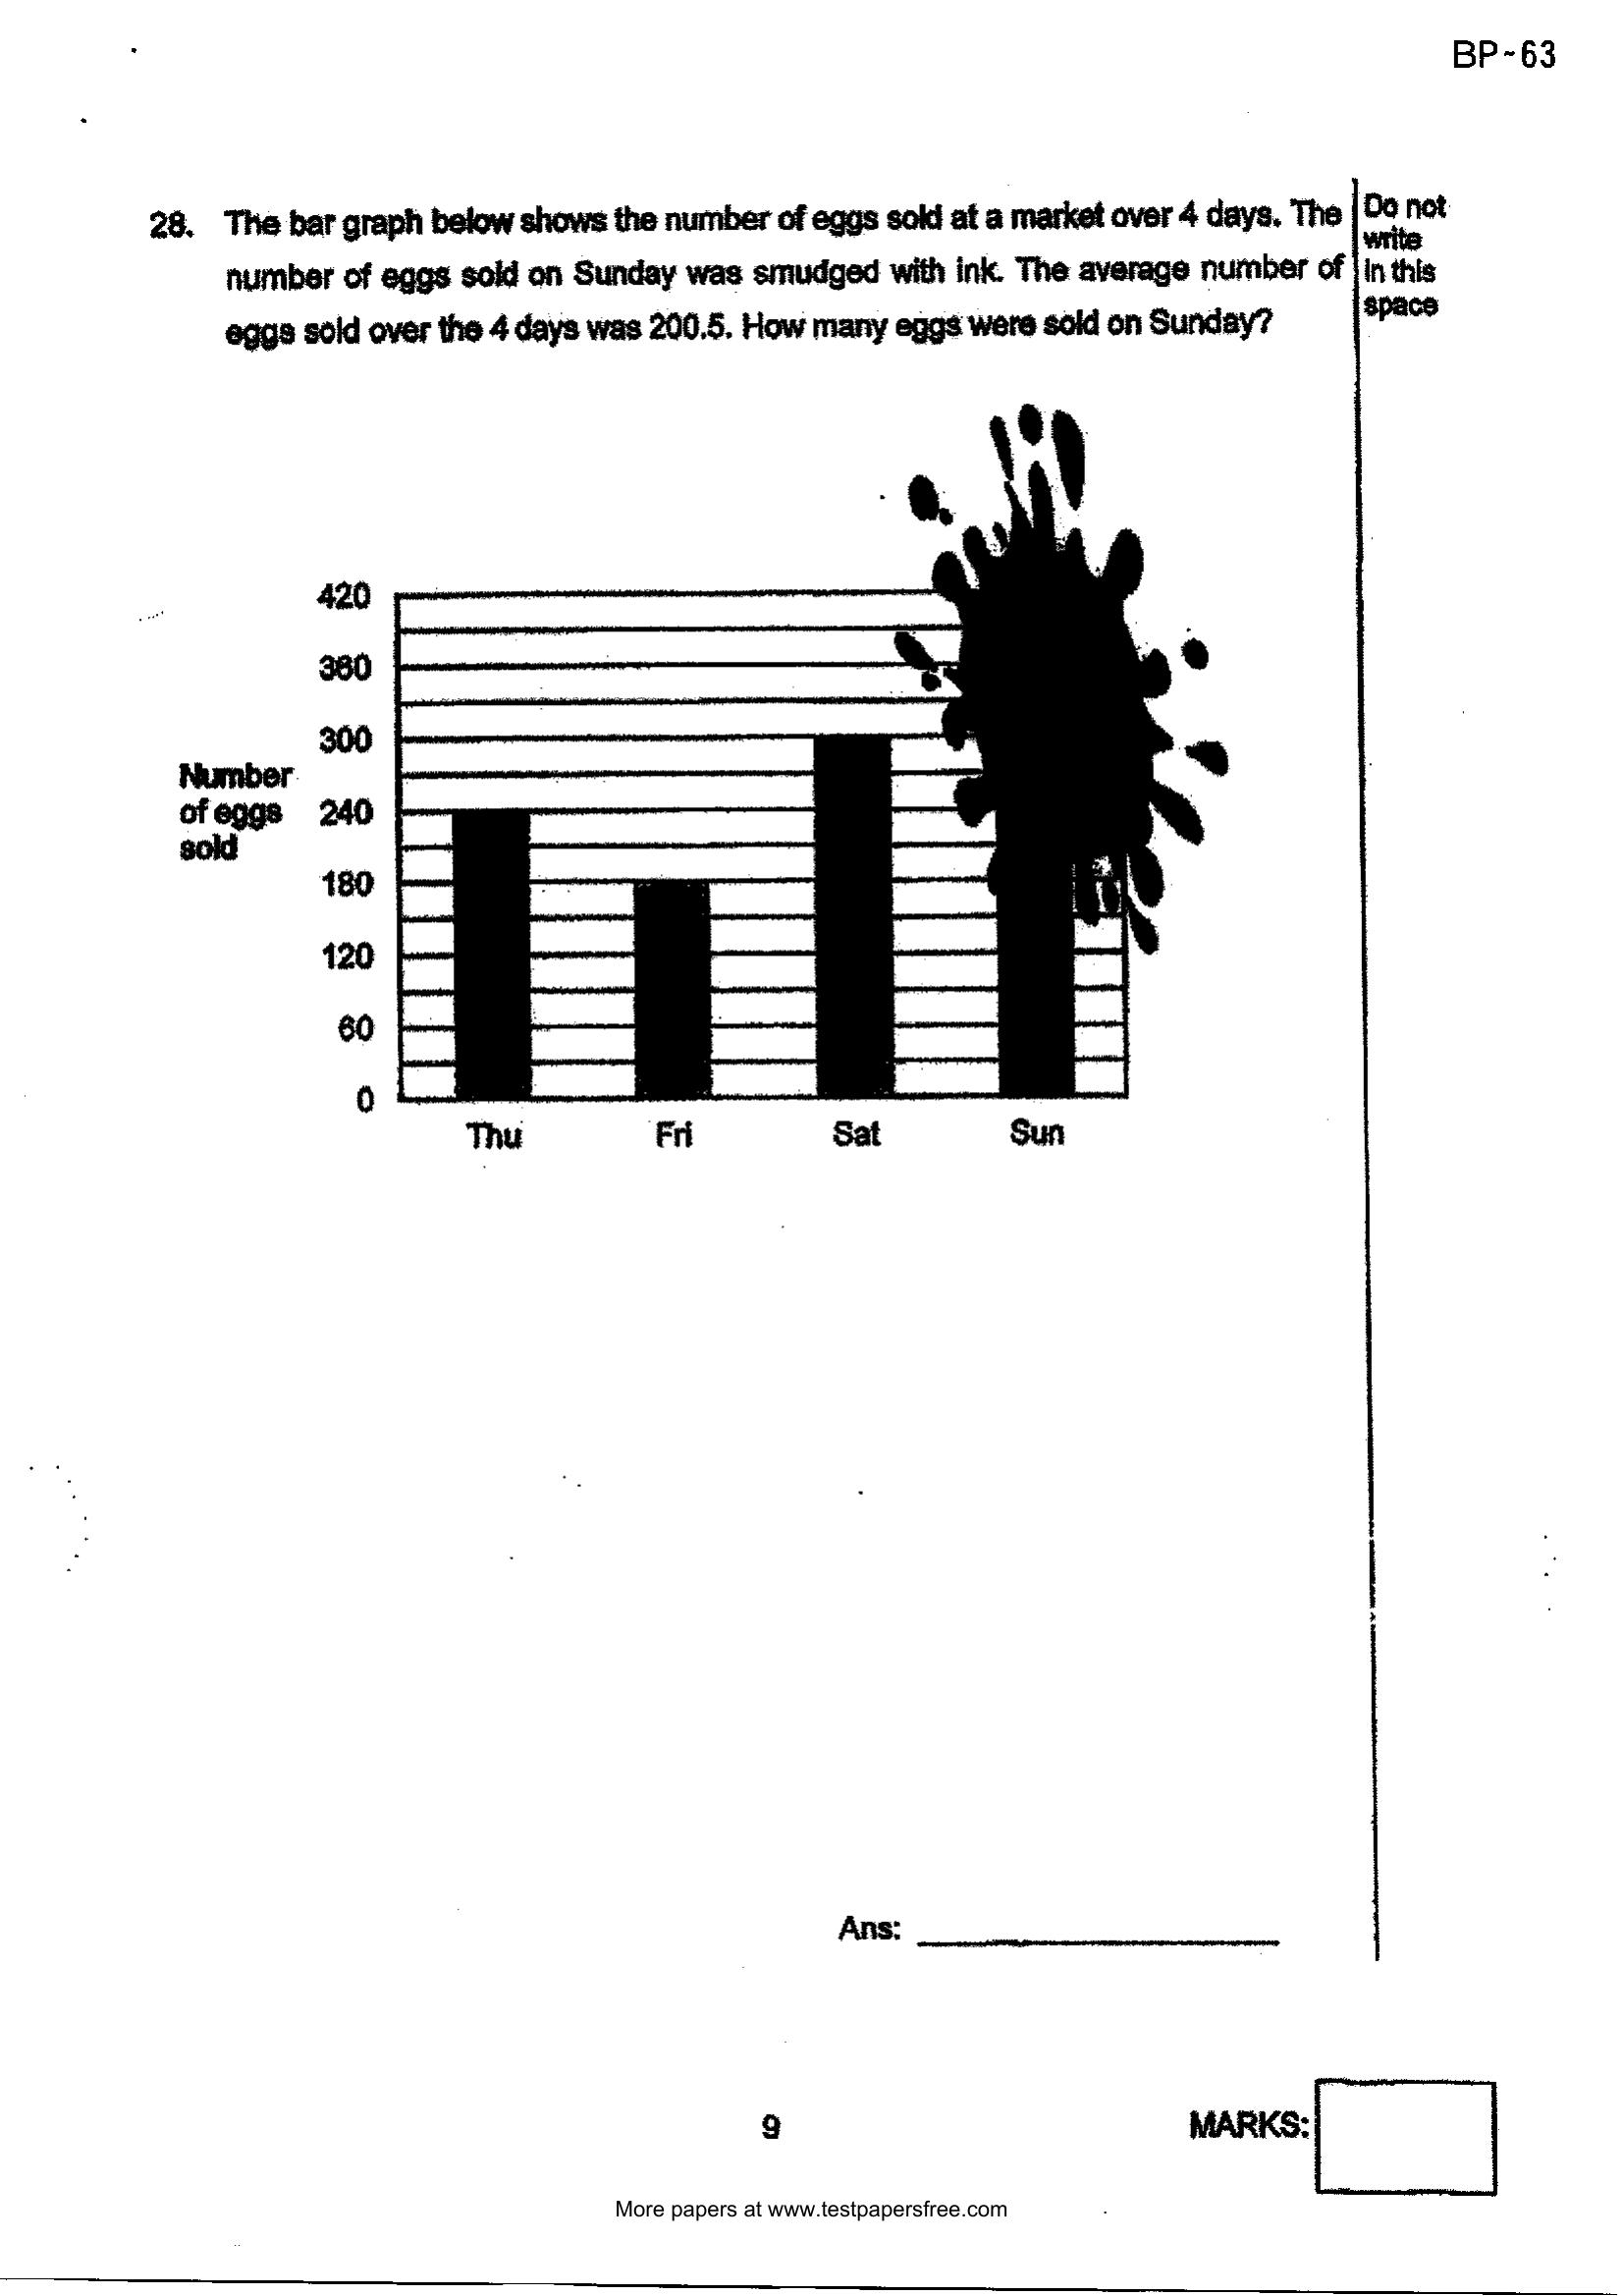 BP-63
28. The bar graph below shows the number of eggs sold at a market over 4 days. The
number of eggs sold on Sunday was smudged with ink. The average number of
eggs sold over the 4 days was 200.5. How many eggs were sold on Sunday?
Do not
write
in this
space
420
360
300
Number
of eggs
sold
240
180
120
60
0
Thu Fri Sat Sun
Ans:
9
MARKS:
More papers at www.testpapersfree.com